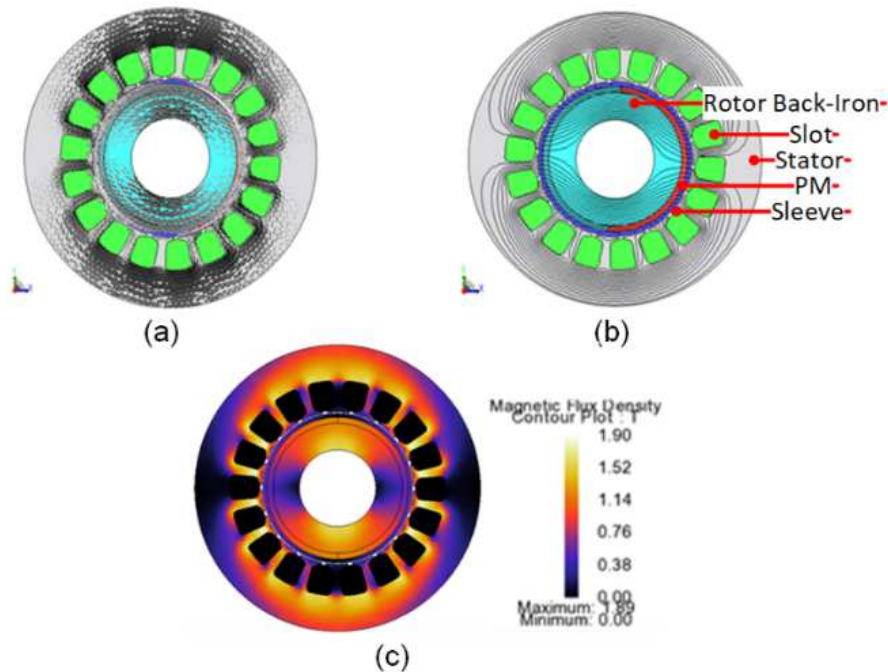 Rotor Back-Iron
Slot
Stator
PM
Sleeve
(a)
(b)
Magnetic Flux Density
Contour Plot : T
1.90
1.52
1.14
0.76
0.38
0.00
Maximum: 1.89
Minimum: 0.00
(c)